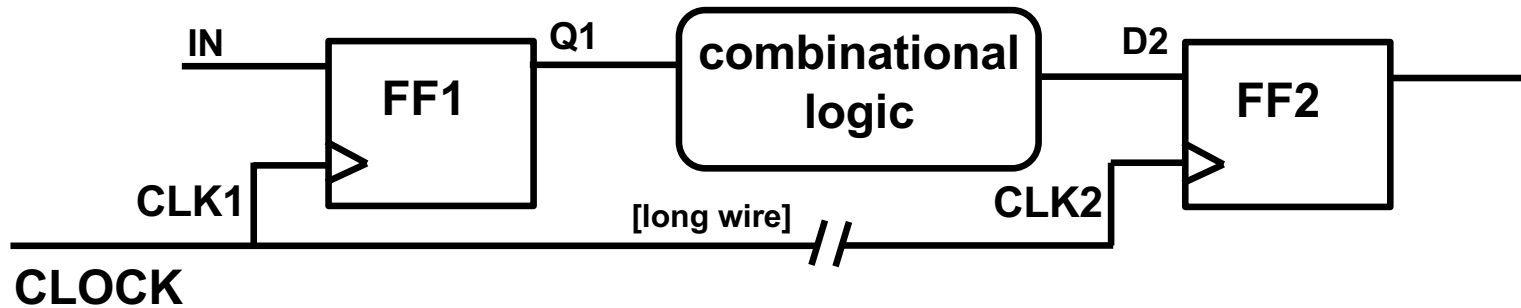 IN
FF1
Q1
combinational
logic
D2
FF2
CLK1
[long wire]
CLK2
CLOCK